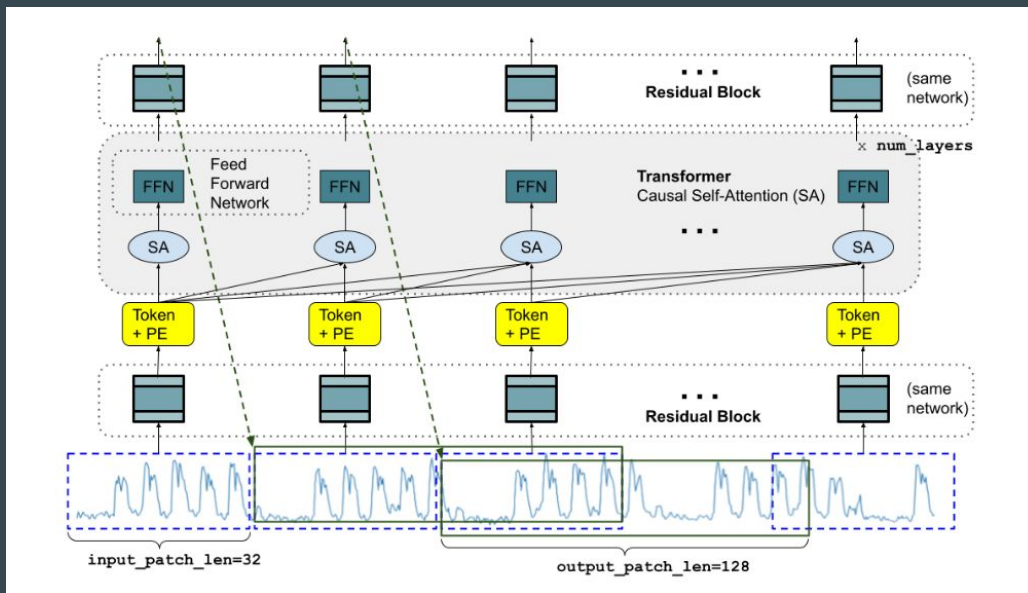 . . .
Residual Block
(same
network)
x num_layers
Feed
Forward
Network
Transformer
Causal Self-Attention (SA)
FFN
FFN
FFN
FFN
. . .
SA
SA
SA
SA
Token
+ PE
Token
+ PE
Token
+ PE
Token
+ PE
. . .
Residual Block
(same
network)
input_patch_len=32
output_patch_len=128